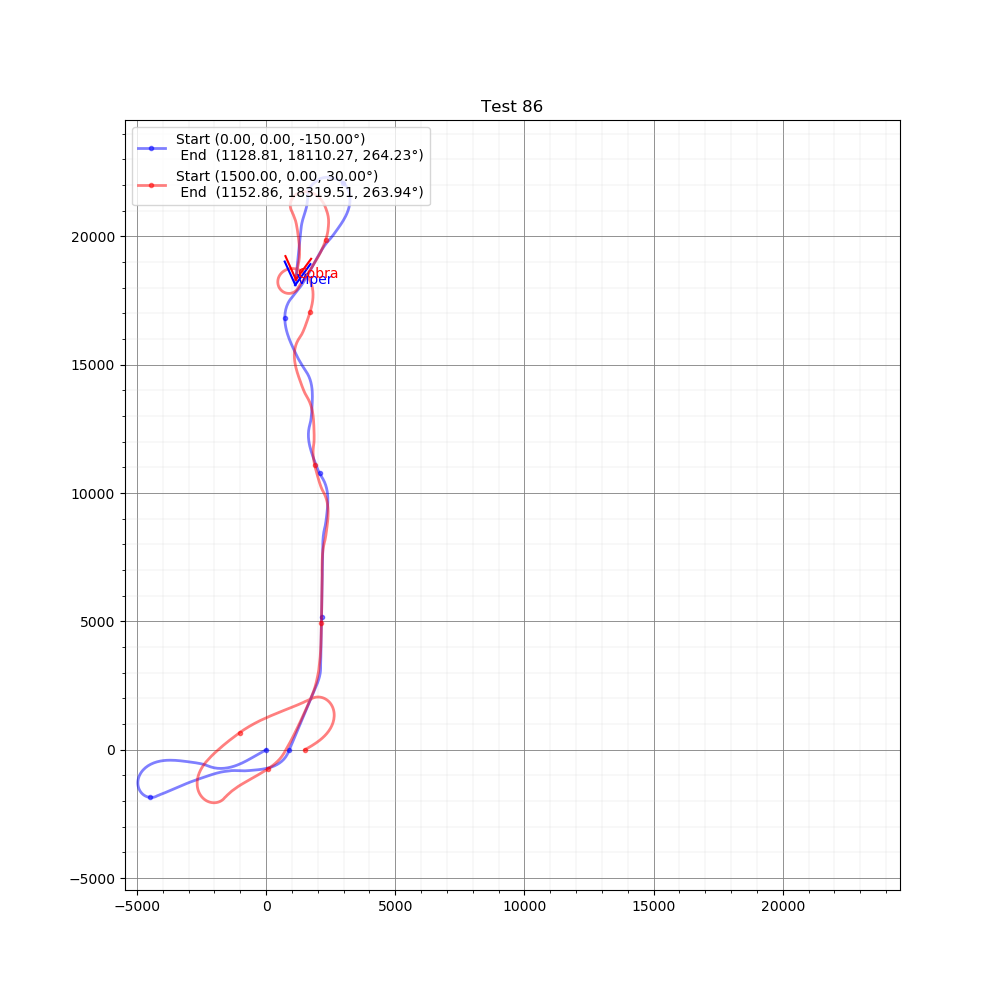 Test 86
Start (0.00, 0.00, -150.00°)
End (1128.81, 18110.27, 264.23°)
Start (1500.00, 0.00, 30.00°)
End (1152.86, 18319.51, 263.94°)
20000
15000
10000
5000
0
−5000
−5000
0
5000
10000
15000
20000